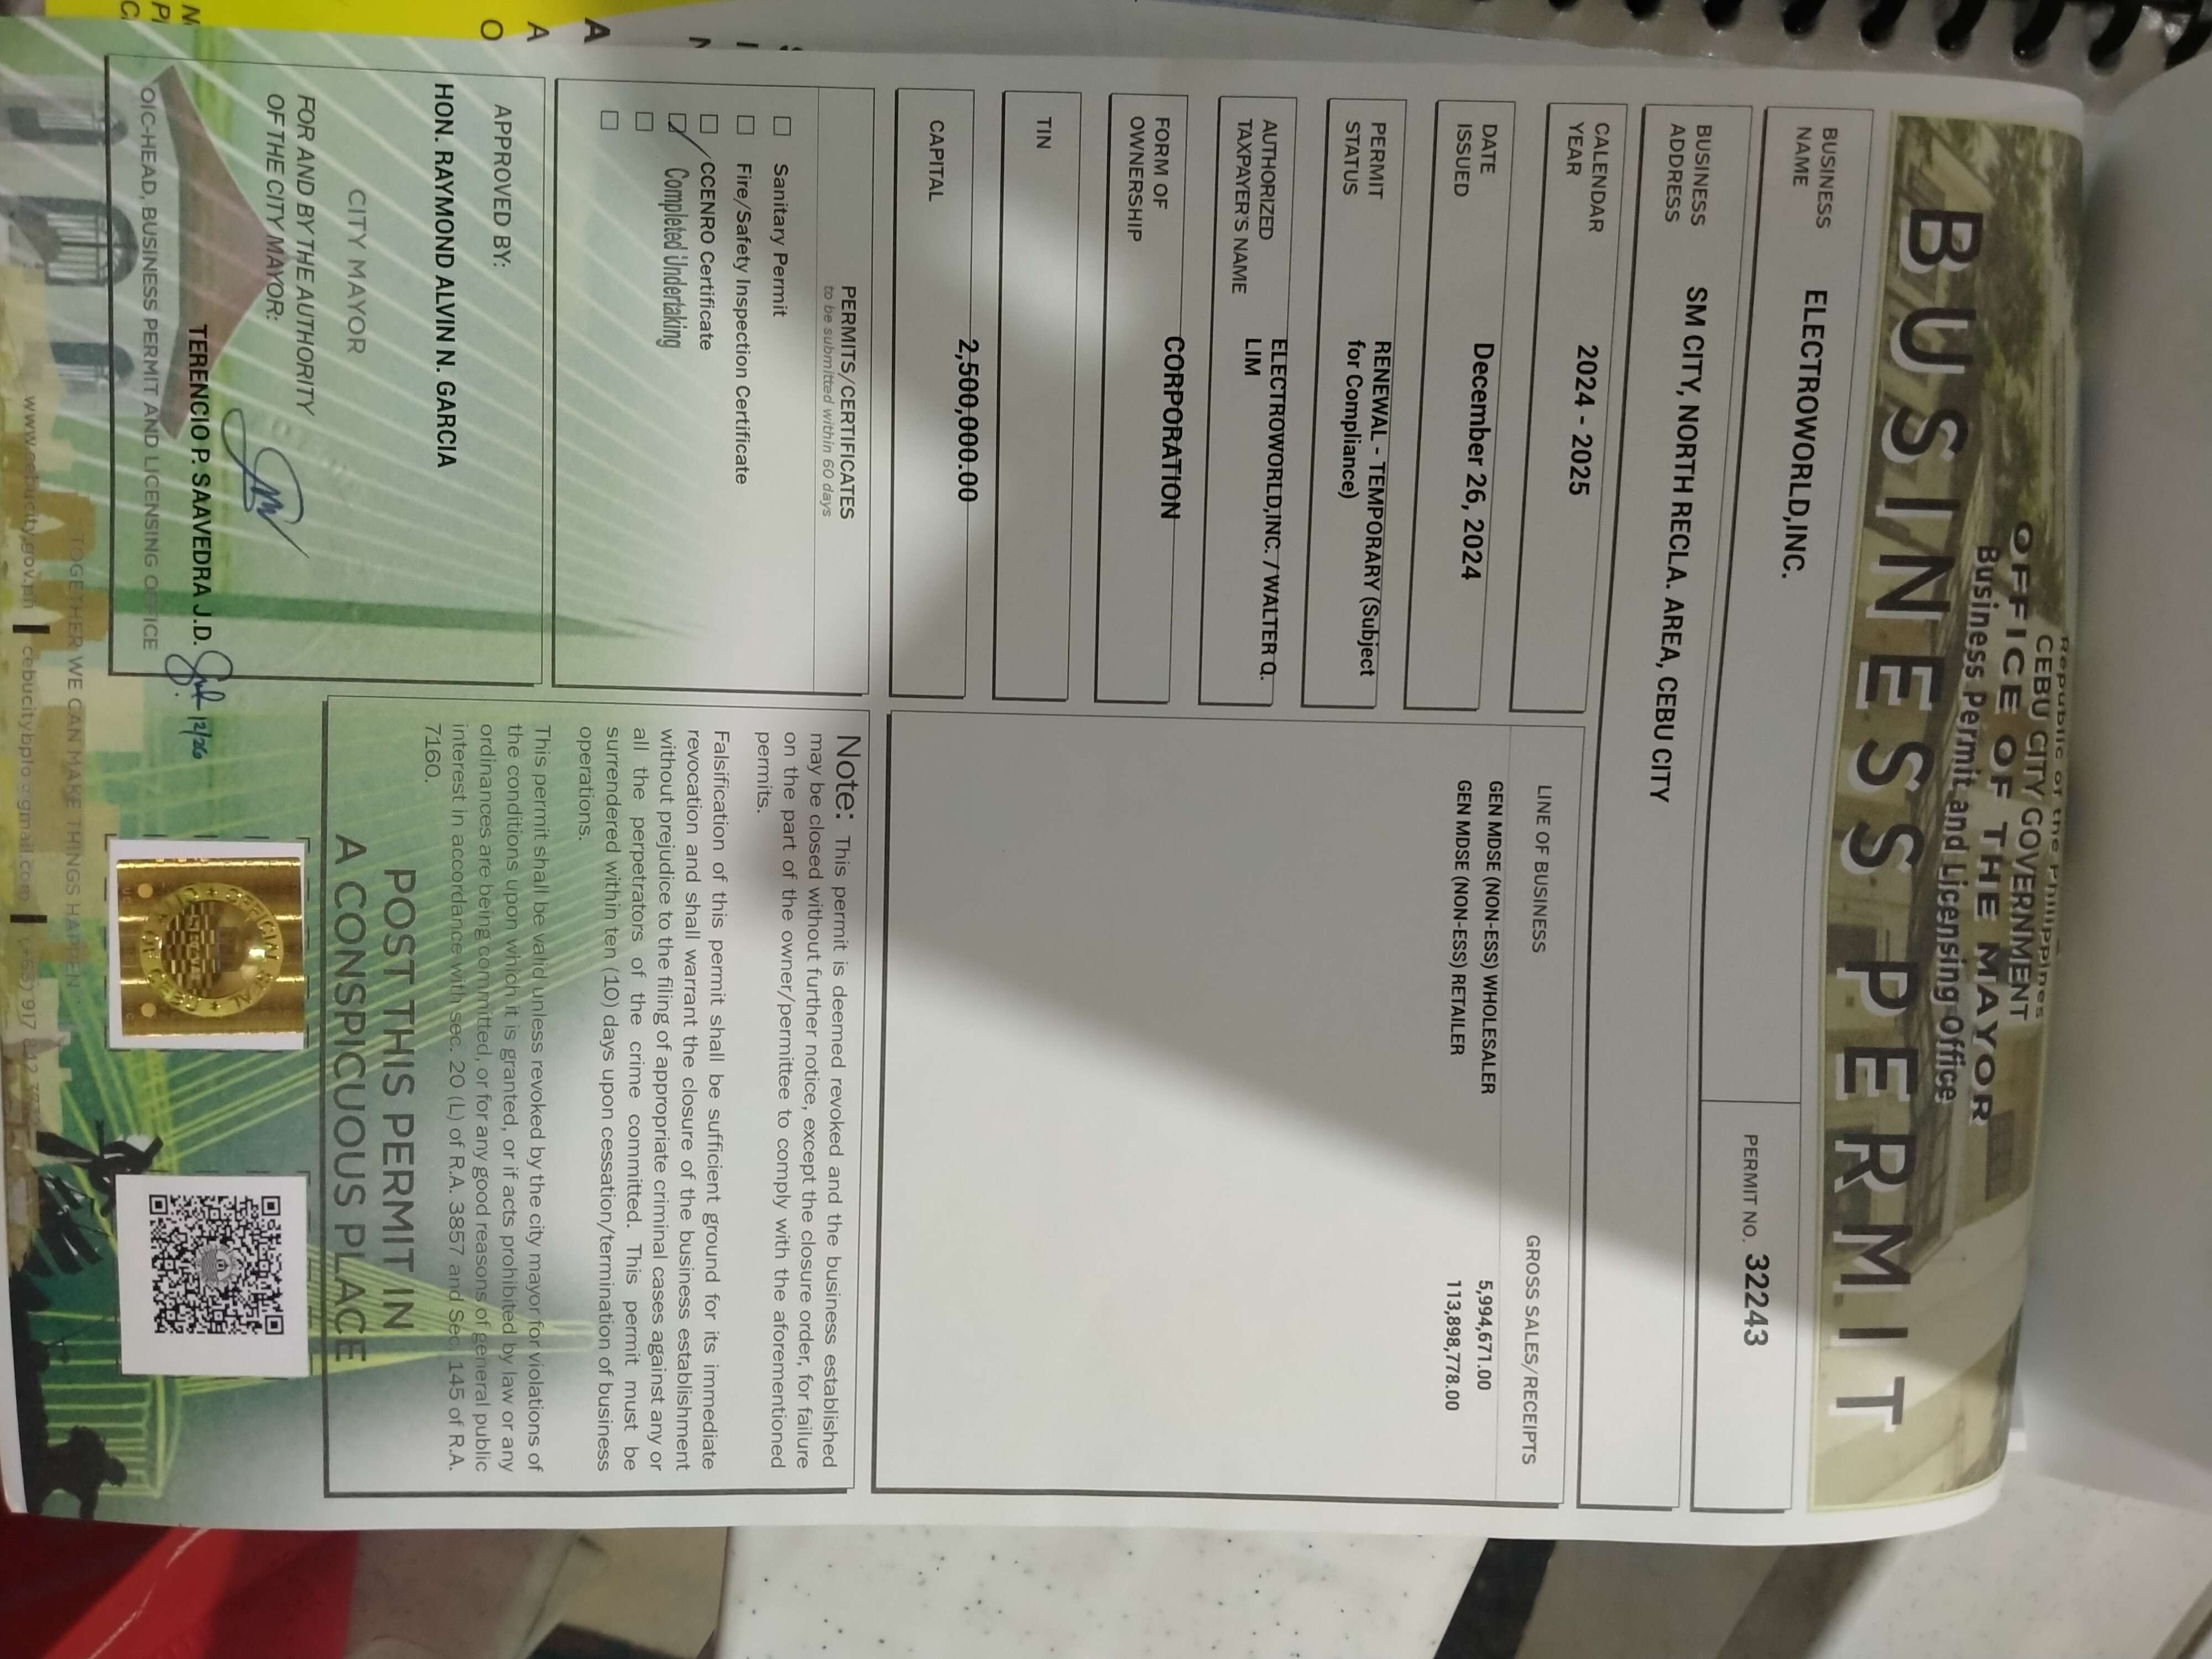 Republic of the Philippines
CEBU CITY GOVERNMENT
OFFICE OF THE MAYOR
Business Permit and Licensing Office
BUSINESS PERMIT
BUSINESS NAME
ELECTROWORLD,INC.
PERMIT NO. 32243
BUSINESS ADDRESS
SM CITY, NORTH RECLA. AREA, CEBU CITY
CALENDAR YEAR
2024 - 2025
DATE ISSUED
December 26, 2024
PERMIT STATUS
RENEWAL - TEMPORARY (Subject
for Compliance)
AUTHORIZED TAXPAYER'S NAME
ELECTROWORLD,INC. / WALTER Q.
LIM
FORM OF OWNERSHIP
CORPORATION
TIN
CAPITAL
2,500,000.00
LINE OF BUSINESS GROSS SALES/RECEIPTS
GEN MDSE (NON-ESS) WHOLESALER 5,994,671.00
GEN MDSE (NON-ESS) RETAILER 113,898,778.00
PERMITS/CERTIFICATES
to be submitted within 60 days
Sanitary Permit
Fire/Safety Inspection Certificate
CCENRO Certificate
Completed Undertaking
APPROVED BY:
HON. RAYMOND ALVIN N. GARCIA
CITY MAYOR
FOR AND BY THE AUTHORITY
OF THE CITY MAYOR:
TERENCIO P. SAAVEDRA J.D.
12/26
OIC-HEAD, BUSINESS PERMIT AND LICENSING OFFICE
Note: This permit is deemed revoked and the business established
may be closed without further notice, except the closure order, for failure
on the part of the owner/permittee to comply with the aforementioned
permits.
Falsification of this permit shall be sufficient ground for its immediate
revocation and shall warrant the closure of the business establishment
without prejudice to the filing of appropriate criminal cases against any or
all the perpetrators of the crime committed. This permit must be
surrendered within ten (10) days upon cessation/termination of business
operations.
This permit shall be valid unless revoked by the city mayor for violations of
the conditions upon which it is granted, or if acts prohibited by law or any
ordinances are being committed, or for any good reasons of general public
interest in accordance with sec. 20 (L) of R.A. 3857 and Sec. 145 of R.A.
7160.
POST THIS PERMIT IN
A CONSPICUOUS PLACE
TOGETHER WE CAN MAKE THINGS HAPPEN
www.cebucity.gov.ph | cebucitybplo@gmail.com